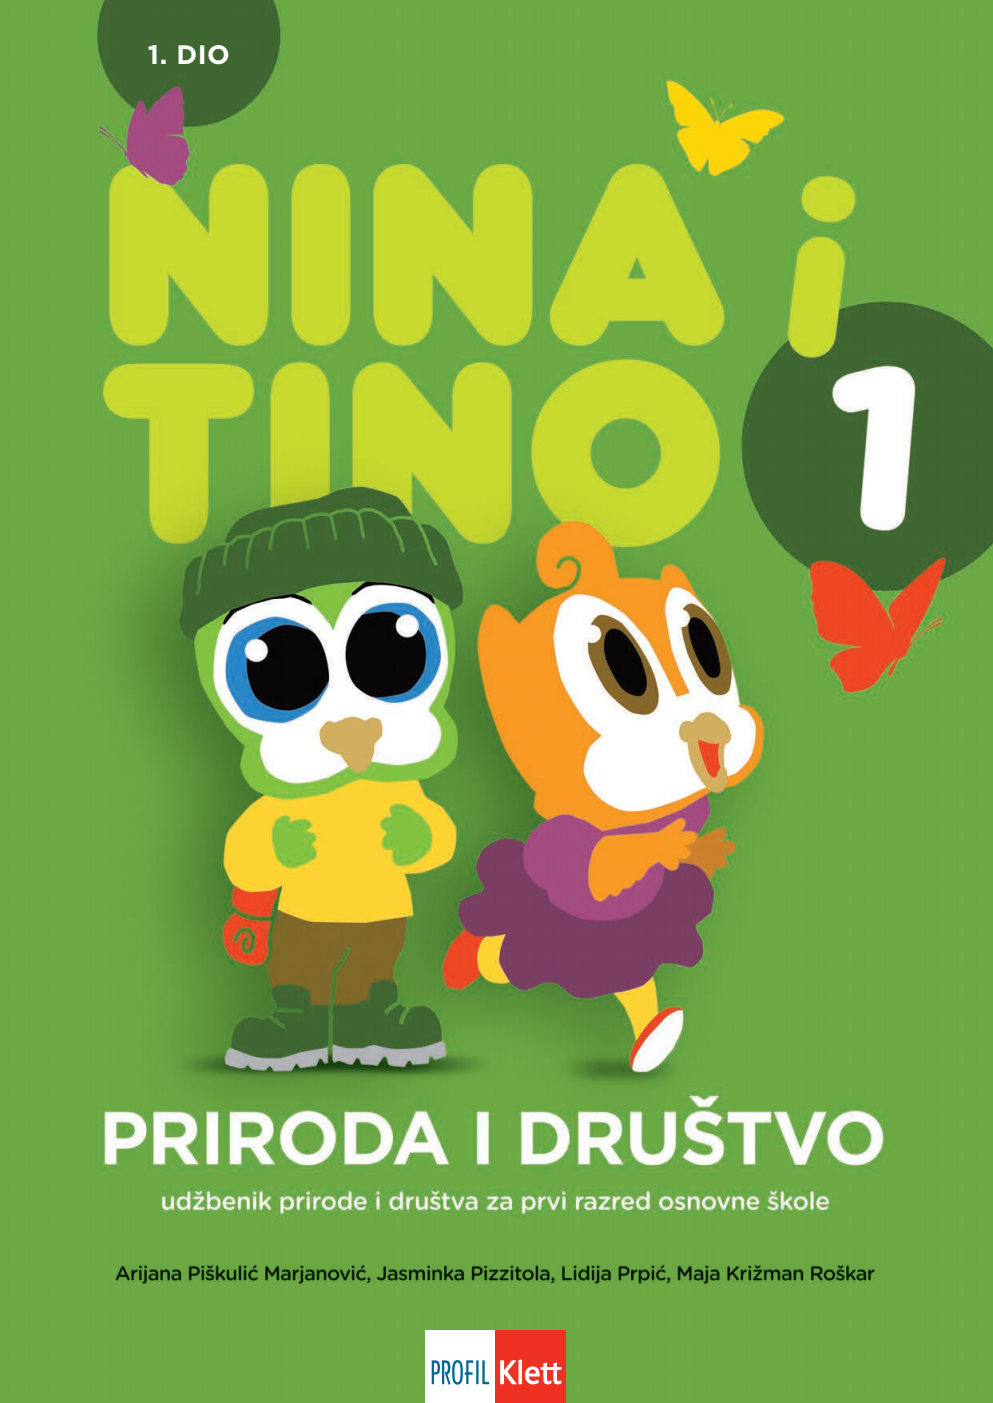 1. DIO
NINA i
TINO
1
PRIRODA I DRUŠTVO
udžbenik prirode i društva za prvi razred osnovne škole
Arijana Piškulić Marjanović, Jasminka Pizzitola, Lidija Prpić, Maja Križman Roškar
PROFIL Klett